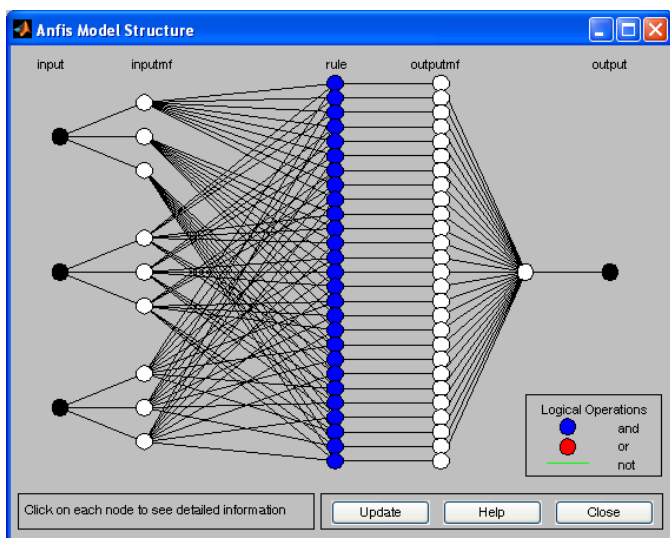 Anfis Model Structure
input inputmf rule outputmf output
Logical Operations
and
or
not
Click on each node to see detailed information
Update Help Close